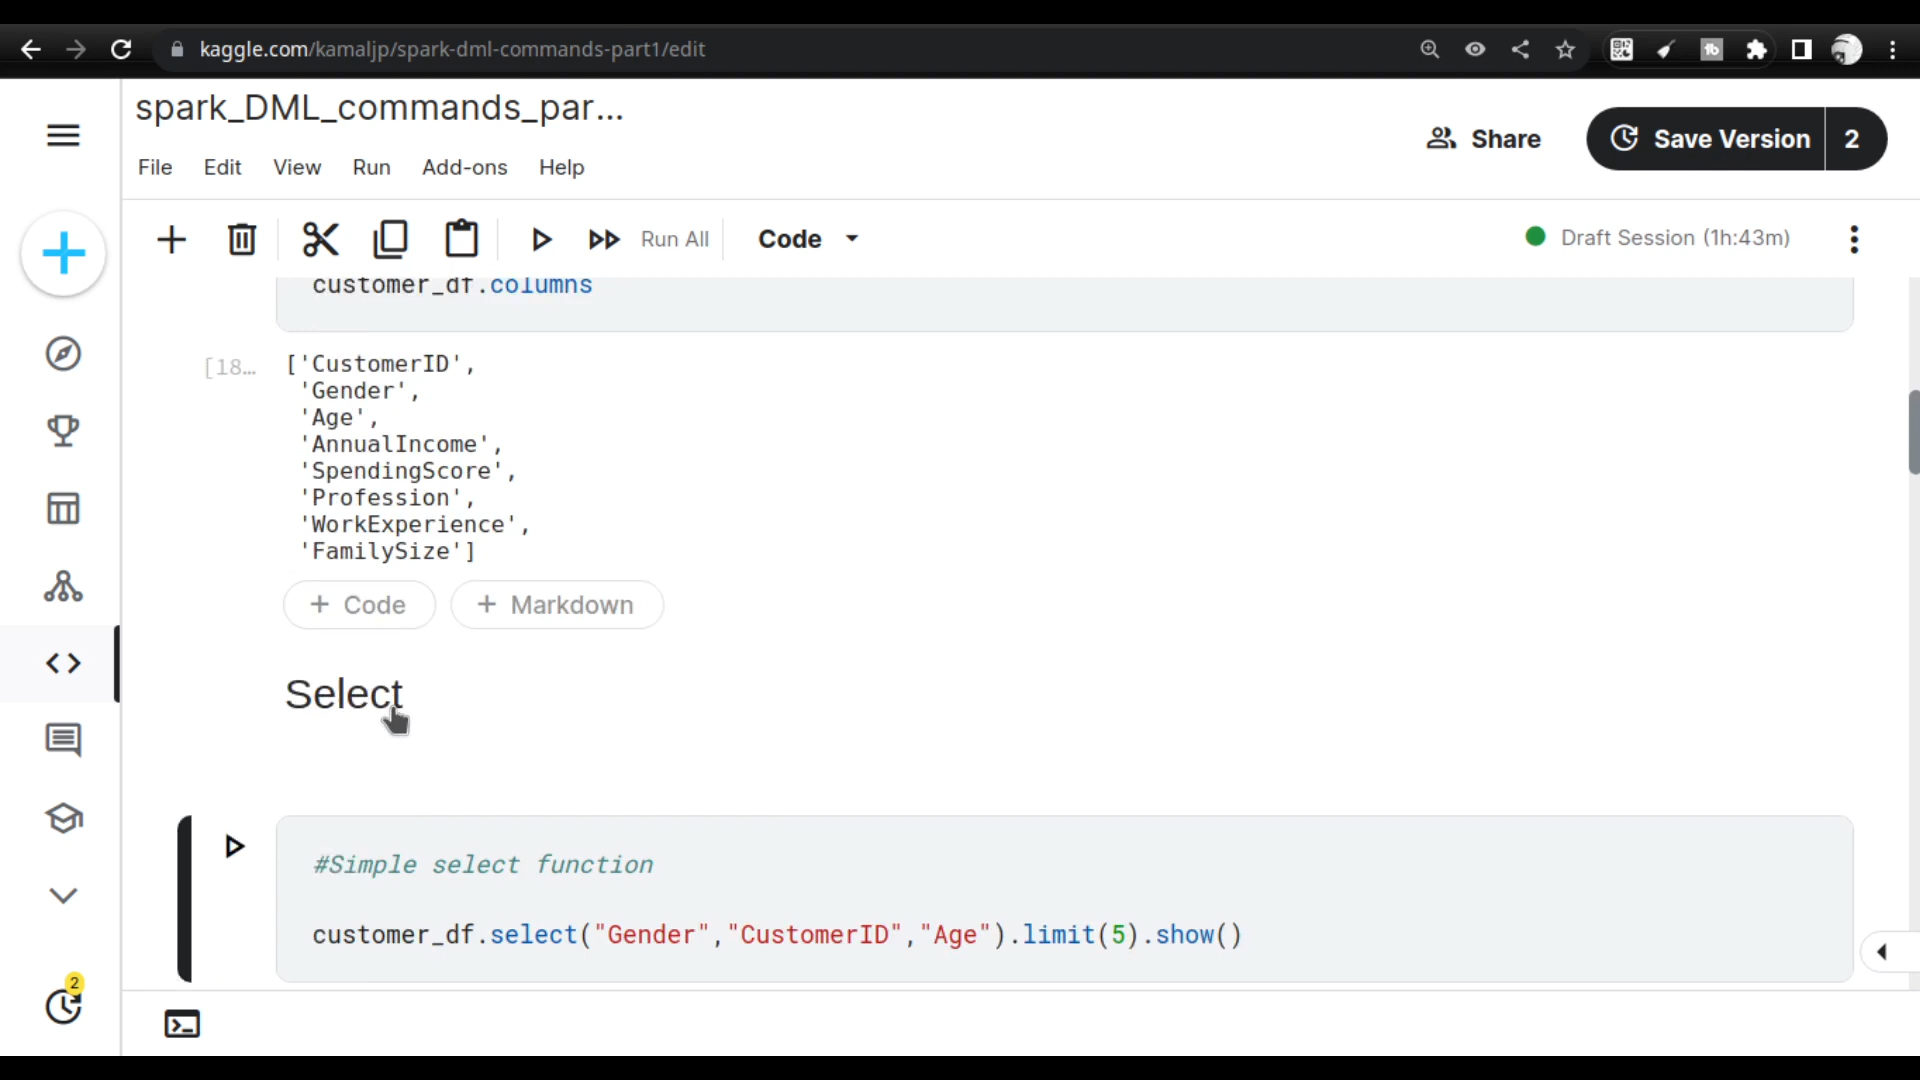 kaggle.com/kamaljp/spark-dml-commands-part1/edit
spark_DML_commands_par...
Share
Save Version
2
File Edit View Run Add-ons Help
Run All
Code
Draft Session (1h:43m)
customer_df.columns
[18…
['CustomerID',
'Gender',
'Age',
'AnnualIncome',
'SpendingScore',
'Profession',
'WorkExperience',
'FamilySize']
+ Code
+ Markdown
Select
#Simple select function
customer_df.select("Gender","CustomerID","Age").limit(5).show()
2